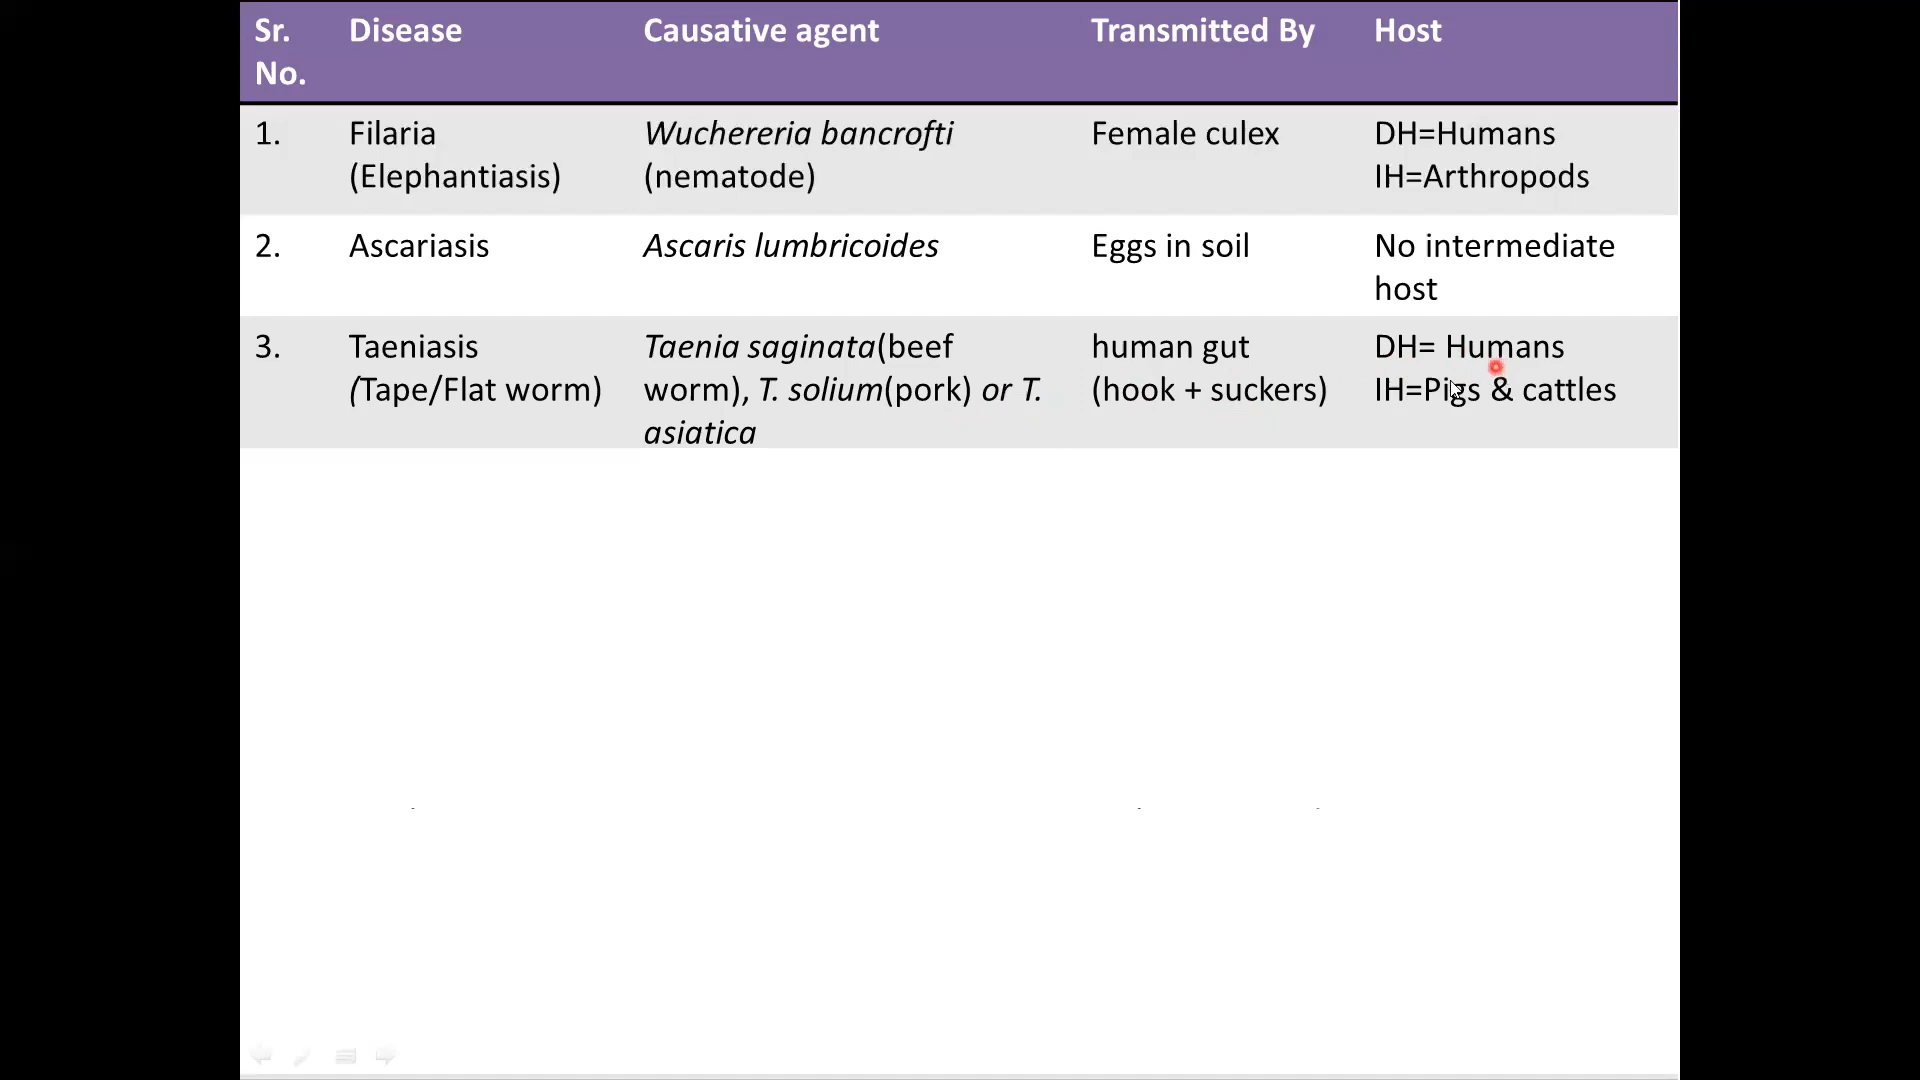 Sr. Disease Causative agent Transmitted By Host
No.
1. Filaria Wuchereria bancrofti Female culex DH=Humans
(Elephantiasis) (nematode) IH=Arthropods
2. Ascariasis Ascaris lumbricoides Eggs in soil No intermediate
host
3. Taeniasis Taenia saginata(beef human gut DH= Humans
(Tape/Flat worm) worm), T. solium(pork) or T. (hook + suckers) IH=Pigs & cattles
asiatica